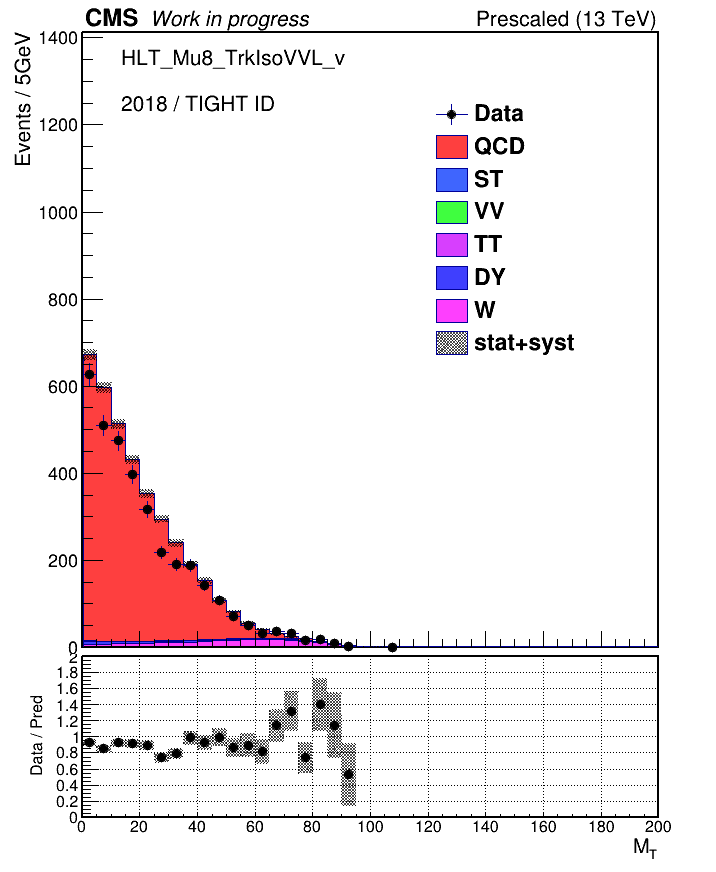 CMS Work in progress Prescaled (13 TeV)
Events / 5GeV
1400
1200
1000
800
600
400
200
0
HLT_Mu8_TrkIsoVVL_v
2018 / TIGHT ID
Data
QCD
ST
VV
TT
DY
W
stat+syst
Data / Pred
2
1.8
1.6
1.4
1.2
1
0.8
0.6
0.4
0.2
0
0 20 40 60 80 100 120 140 160 180 200
M_T